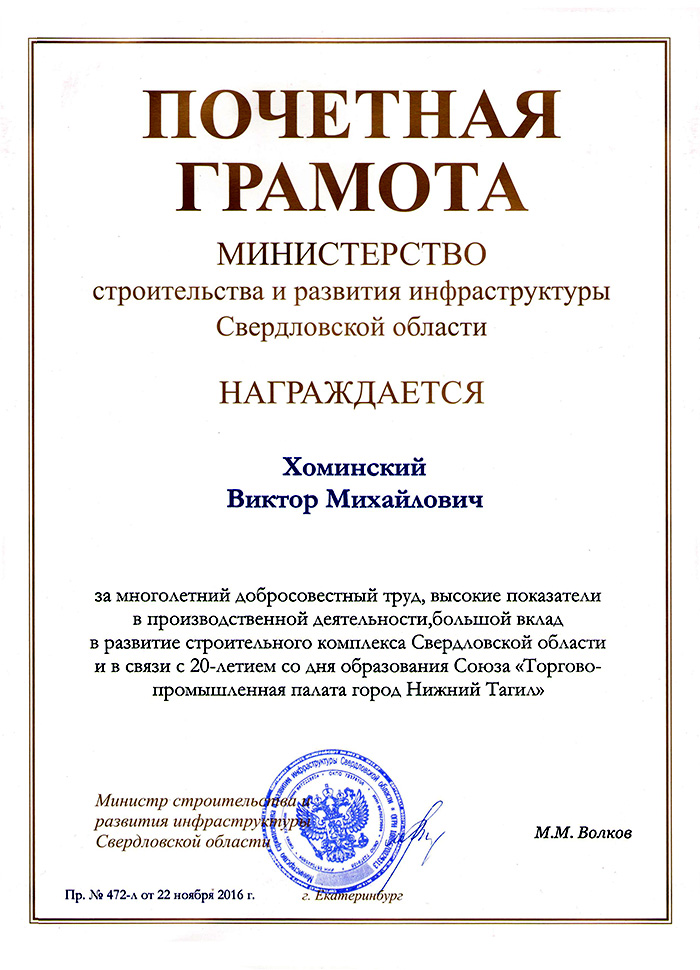 ПОЧЕТНАЯ
ГРАМОТА
МИНИСТЕРСТВО
строительства и развития инфраструктуры
Свердловской области
НАГРАЖДАЕТСЯ
Хоминский
Виктор Михайлович
за многолетний добросовестный труд, высокие показатели
в производственной деятельности,большой вклад
в развитие строительного комплекса Свердловской области
и в связи с 20-летием со дня образования Союза «Торгово-
промышленная палата город Нижний Тагил»
Министр строительства и
развития инфраструктуры
Свердловской области
М.М. Волков
Пр. № 472-л от 22 ноября 2016 г.
г. Екатеринбург